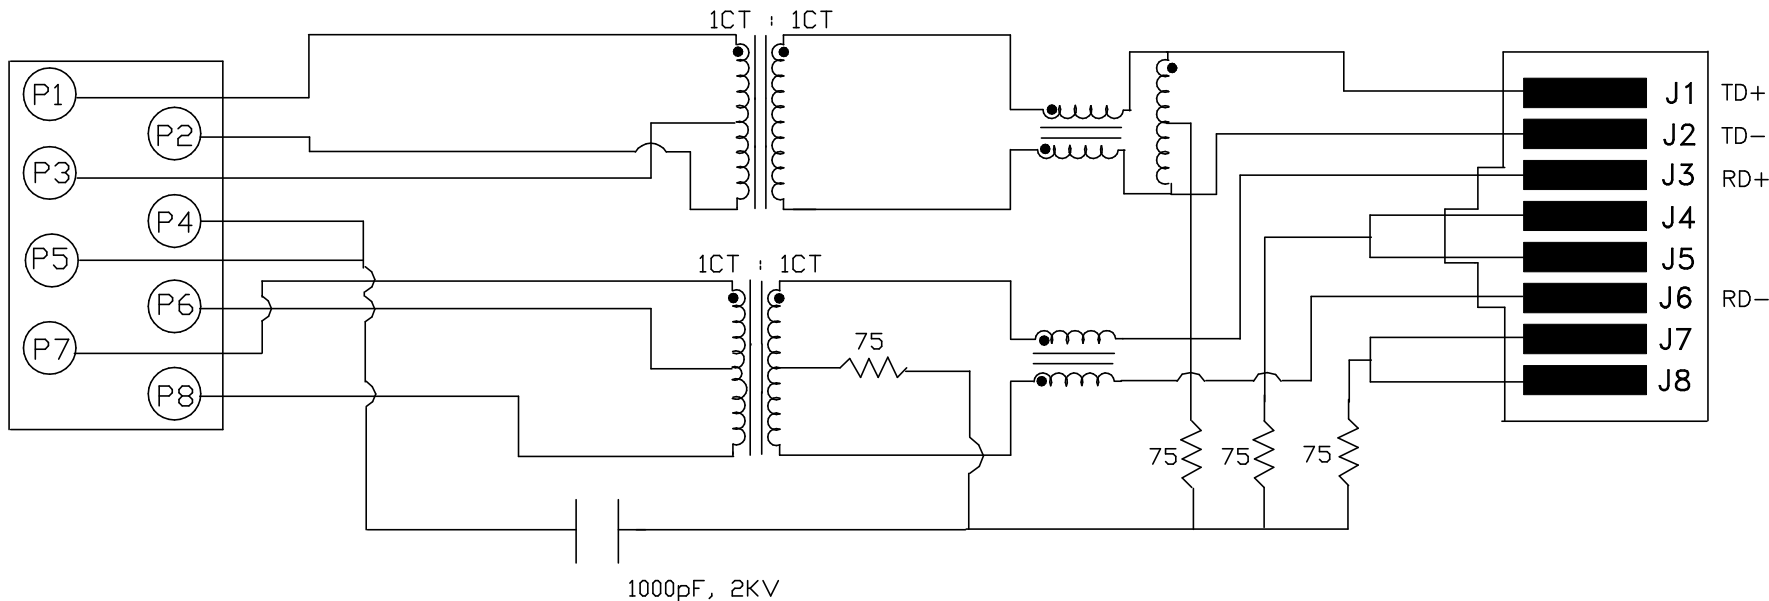 1CT : 1CT
P1
P2
P3
P4
P5
P6
P7
P8
1CT : 1CT
75
75
75
75
1000pF, 2KV
J1 TD+
J2 TD-
J3 RD+
J4
J5
J6 RD-
J7
J8